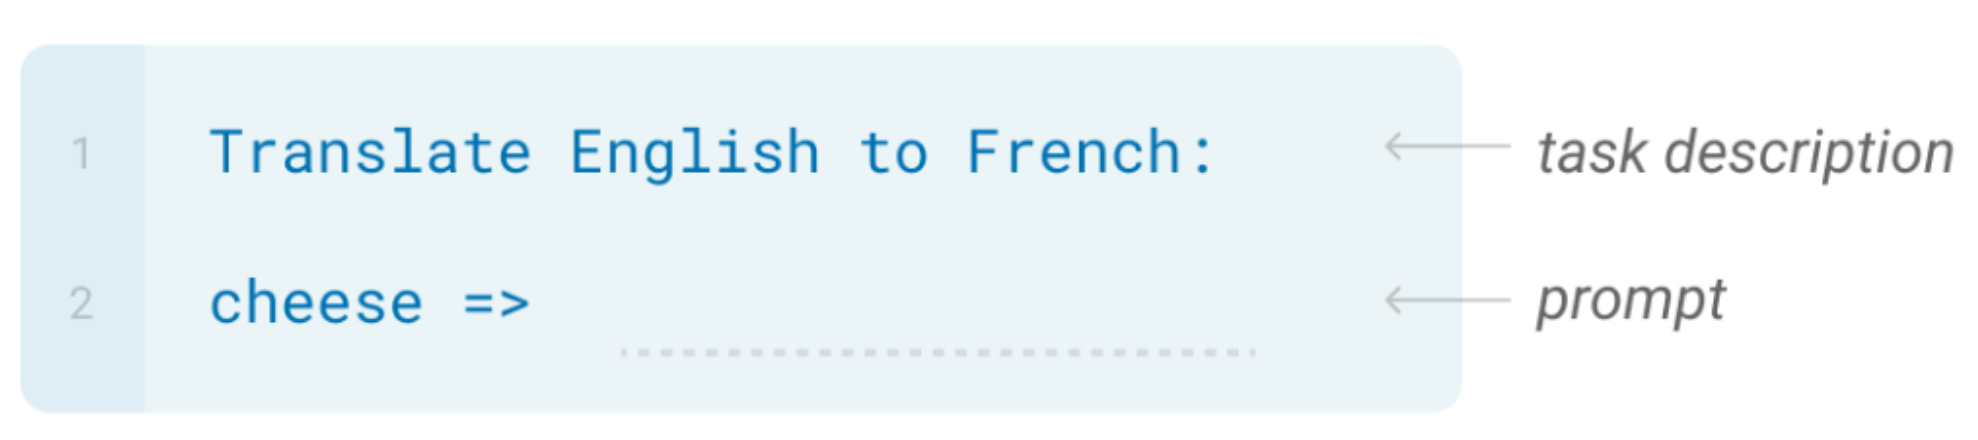 1 Translate English to French: ← task description
2 cheese => ← prompt